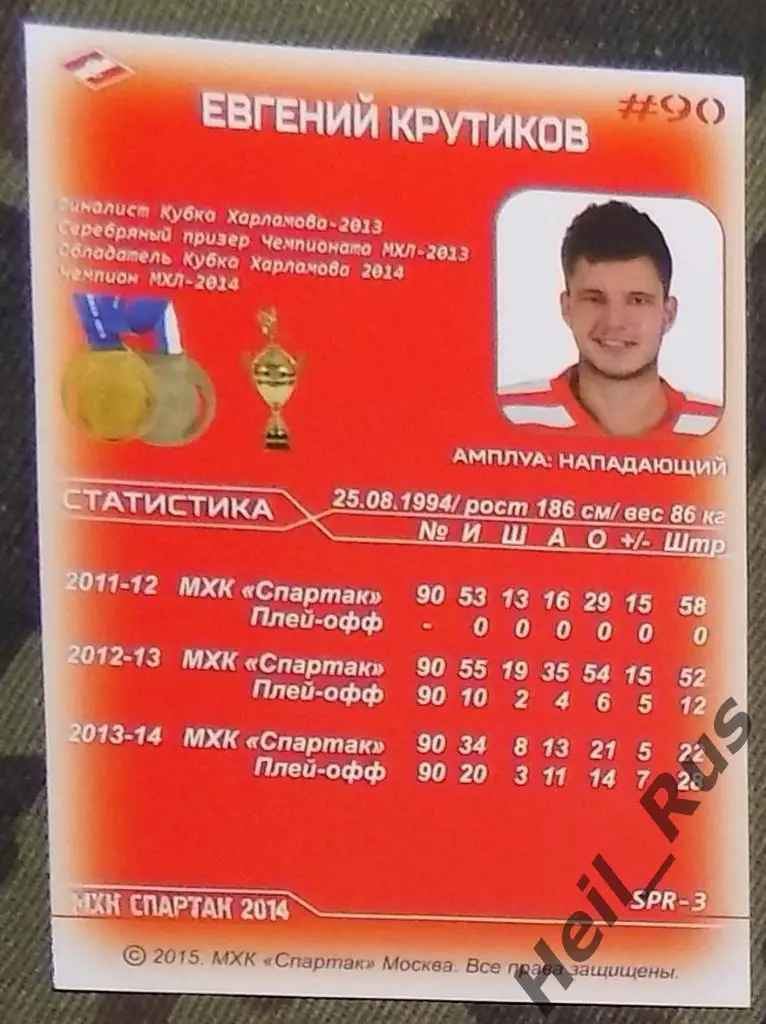 #90
ЕВГЕНИЙ КРУТИКОВ
Финалист Кубка Харламова-2013
Серебряный призер Чемпионата МХЛ-2013
Обладатель Кубка Харламова 2014
Чемпион МХЛ-2014
АМПЛУА: НАПАДАЮЩИЙ
СТАТИСТИКА
25.08.1994/ рост 186 см/ вес 86 кг
№ И Ш А О +/- Штр
2011-12 МХК «Спартак» 90 53 13 16 29 15 58
Плей-офф - 0 0 0 0 0 0
2012-13 МХК «Спартак» 90 55 19 35 54 15 52
Плей-офф 90 10 2 4 6 5 12
2013-14 МХК «Спартак» 90 34 8 13 21 5 22
Плей-офф 90 20 3 11 14 7 28
МХК СПАРТАК 2014
SPR-3
© 2015. МХК «Спартак» Москва. Все права защищены.
Heil_Rus